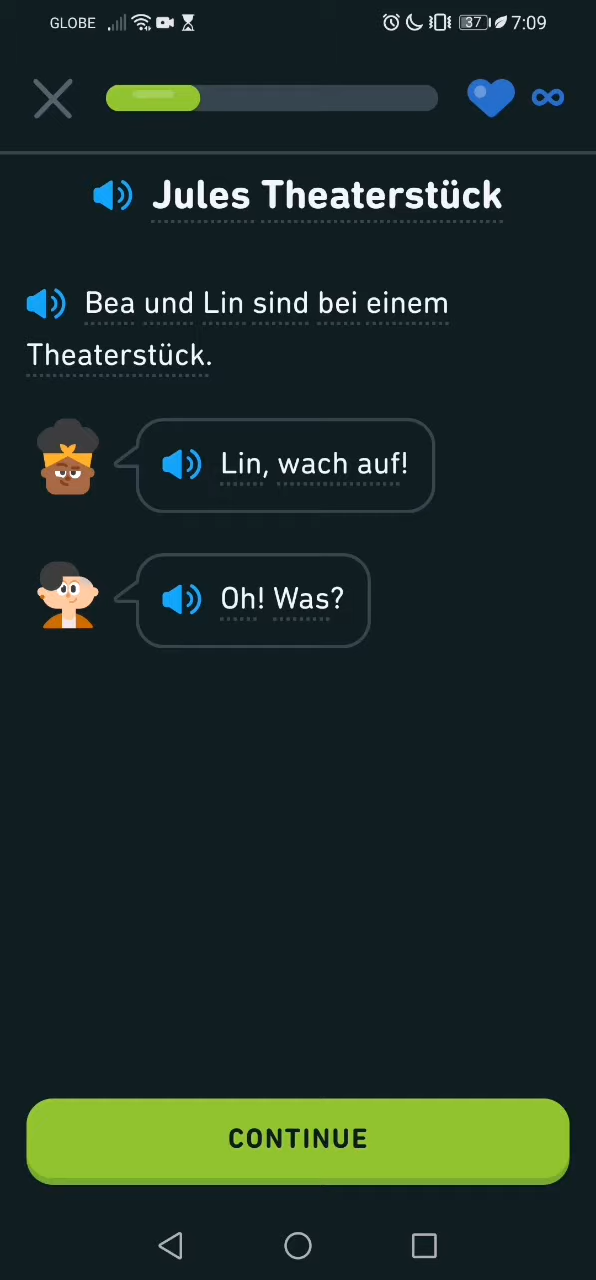 GLOBE 37 7:09
Jules Theaterstück
Bea und Lin sind bei einem
Theaterstück.
Lin, wach auf!
Oh! Was?
CONTINUE